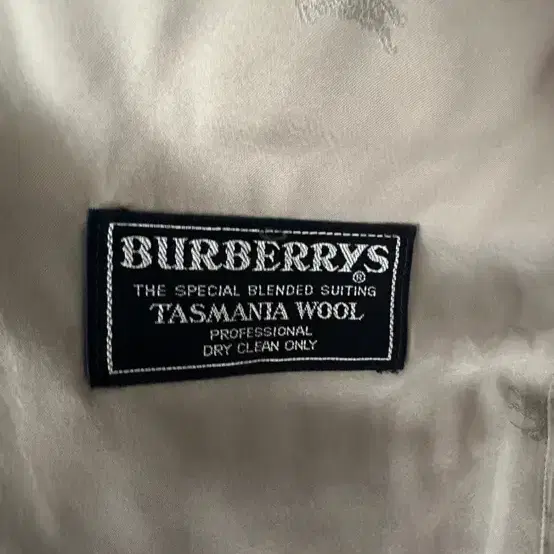 BURBERRYS
®
THE SPECIAL BLENDED SUITING
TASMANIA WOOL
PROFESSIONAL
DRY CLEAN ONLY